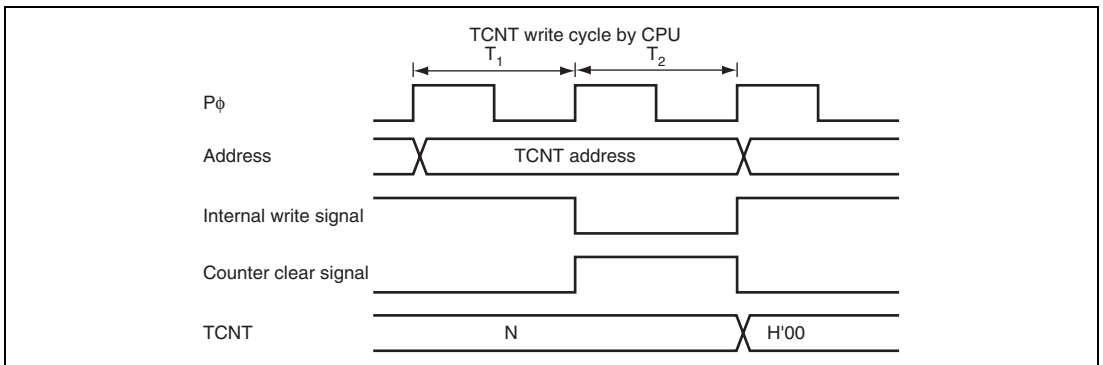 TCNT write cycle by CPU
T1 T2
Pφ
Address TCNT address
Internal write signal
Counter clear signal
TCNT N H'00